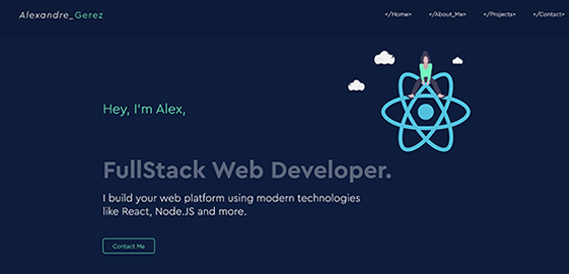 Alexandre_Gerez
</Home> </About_Me> </Projects> </Contact>
Hey, I'm Alex,
FullStack Web Developer.
I build your web platform using modern technologies
like React, Node.JS and more.
Contact Me